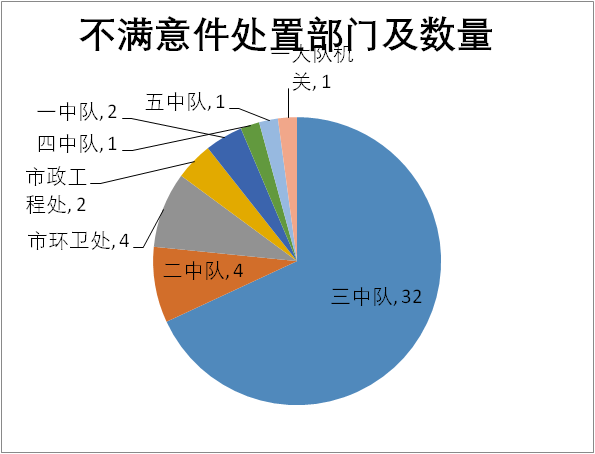 不满意件处置部门及数量
一大队机
关, 1
五中队, 1
一中队, 2
四中队, 1
市政工
程处, 2
市环卫处, 4
二中队, 4
三中队, 32